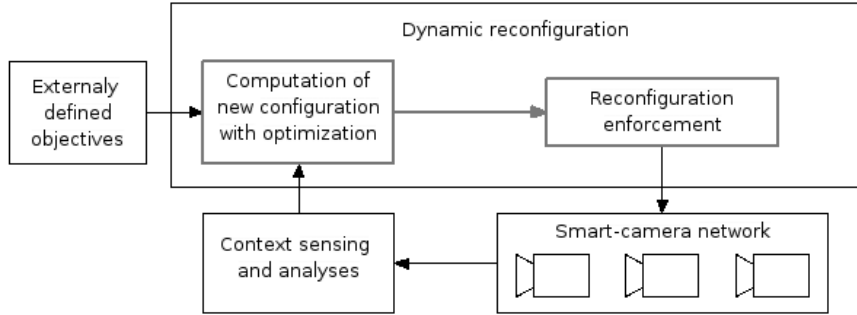 Dynamic reconfiguration
Externaly
defined
objectives
Computation of
new configuration
with optimization
Reconfiguration
enforcement
Context sensing
and analyses
Smart-camera network